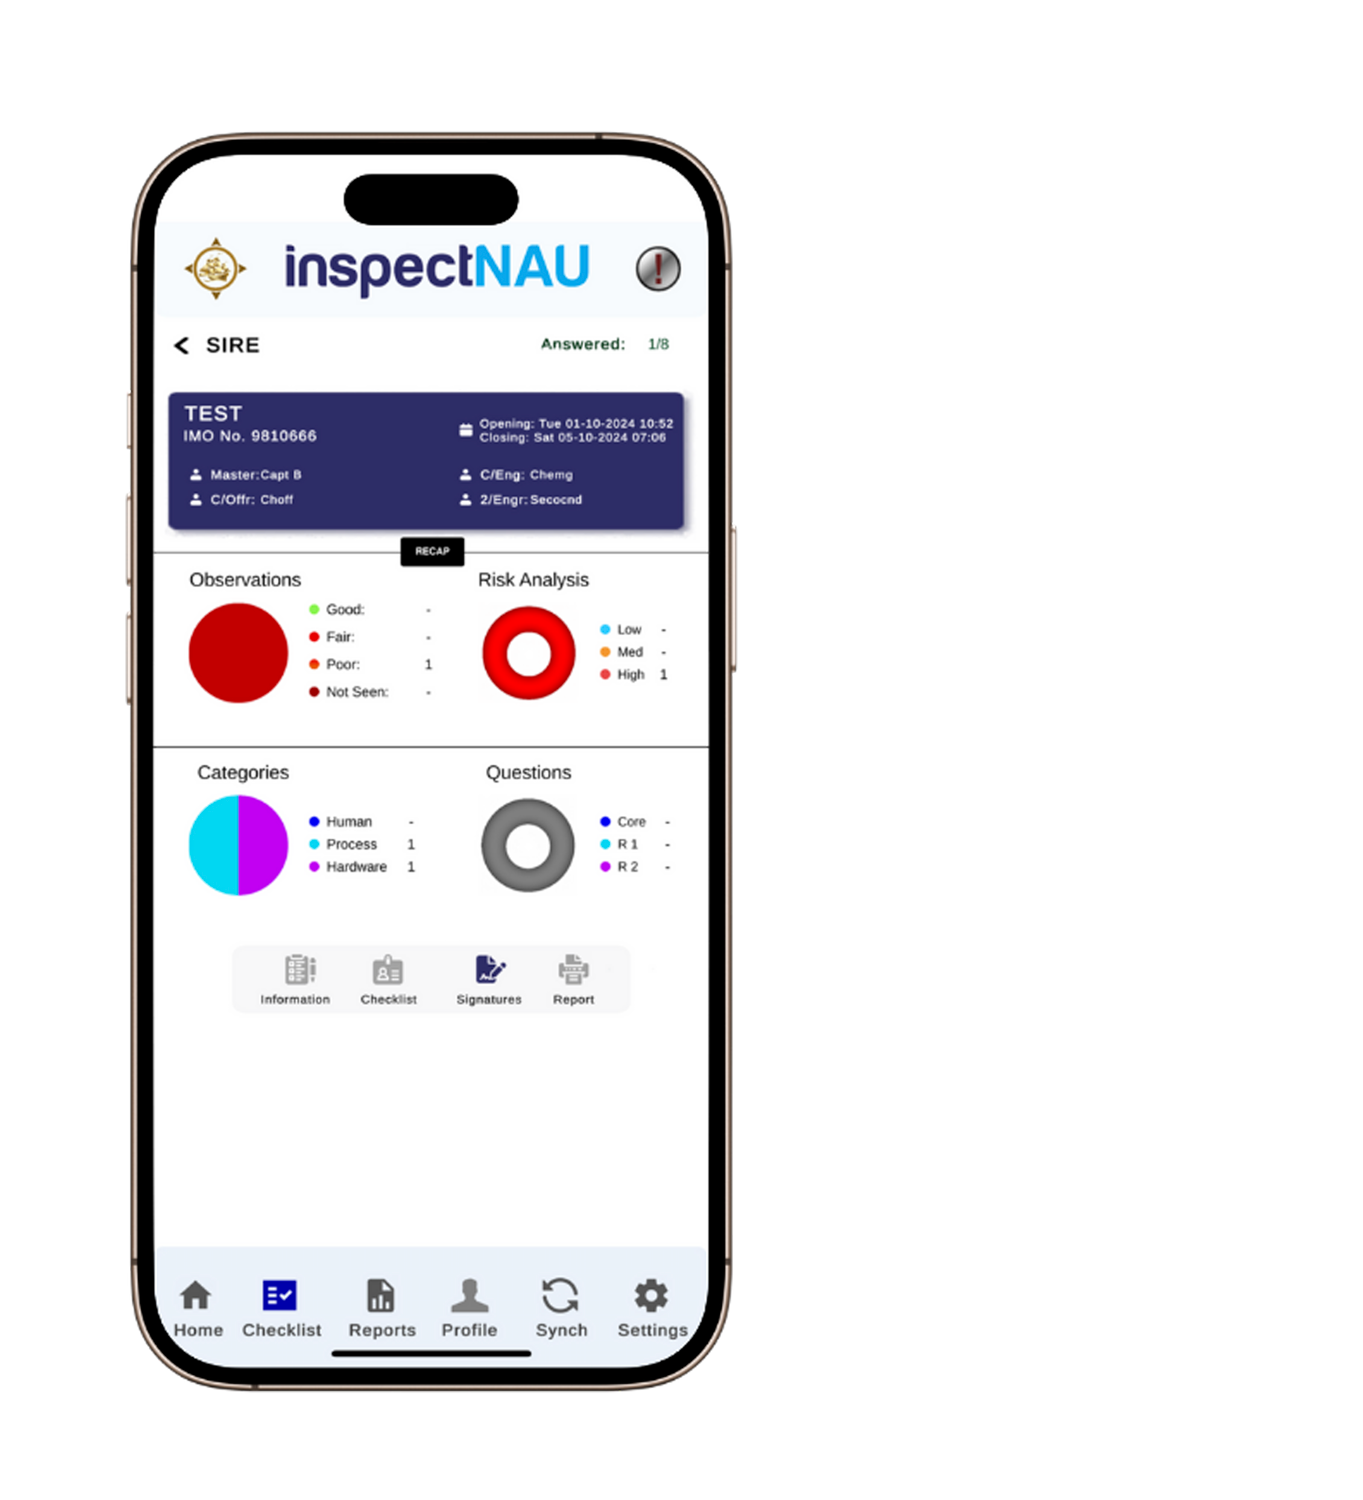 inspectNAU
SIRE
Answered: 1/8
TEST
IMO No. 9810666
Opening: Tue 01-10-2024 10:52
Closing: Sat 05-10-2024 07:06
Master:Capt B
C/Eng: Chemg
C/Offr: Choff
2/Engr: Secocnd
RECAP
Observations
Good: -
Fair: -
Poor: 1
Not Seen: -
Risk Analysis
Low -
Med -
High 1
Categories
Human -
Process 1
Hardware 1
Questions
Core -
R 1 -
R 2 -
Information Checklist Signatures Report
Home Checklist Reports Profile Synch Settings